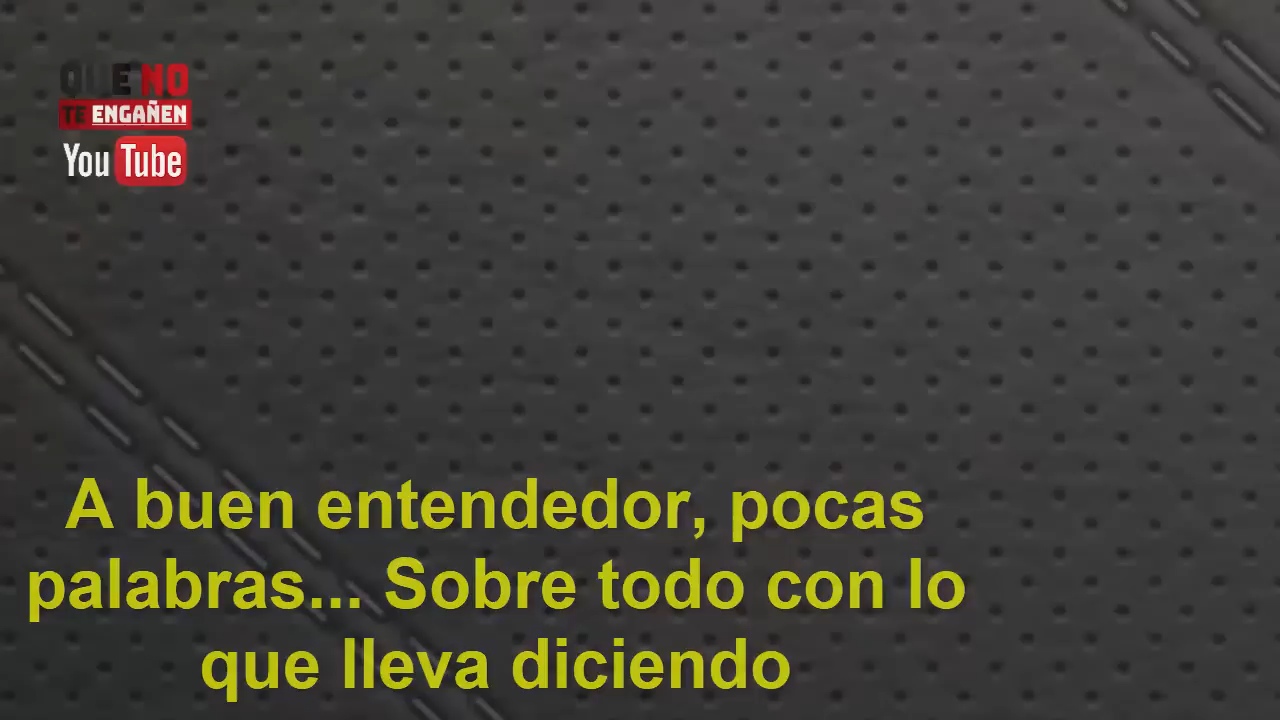 QUE NO
TE ENGAÑEN
YouTube
A buen entendedor, pocas
palabras... Sobre todo con lo
que lleva diciendo